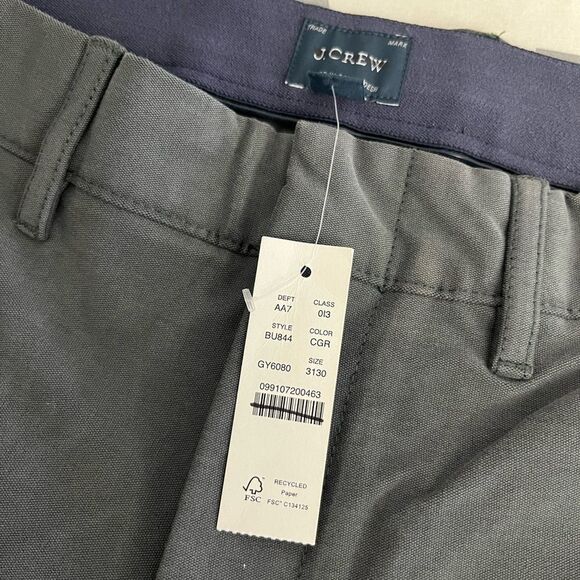 TRADE MARK
J.CREW
DEPT CLASS
AA7 0I3
STYLE COLOR
BU844 CGR
SIZE
GY6080 3130
099107200463
FSC
RECYCLED
Paper
FSC® C134125